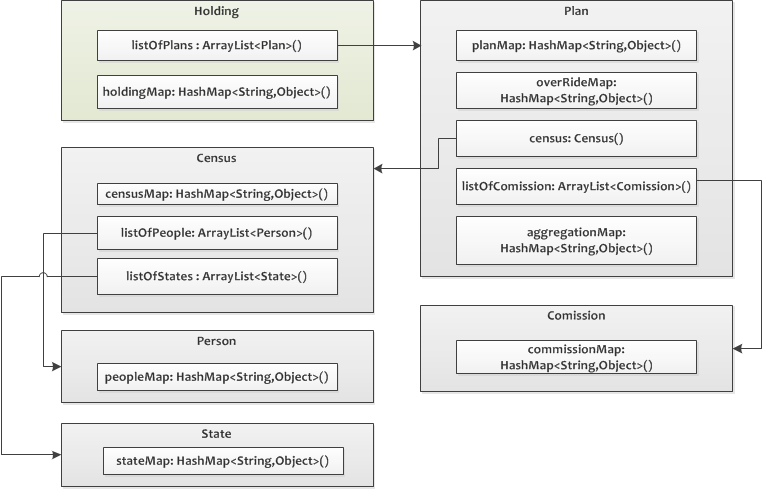 Holding
listOfPlans : ArrayList<Plan>()
holdingMap: HashMap<String,Object>()
Plan
planMap: HashMap<String,Object>()
overRideMap:
HashMap<String,Object>()
census: Census()
listOfComission: ArrayList<Comission>()
aggregationMap:
HashMap<String,Object>()
Census
censusMap: HashMap<String,Object>()
listOfPeople: ArrayList<Person>()
listOfStates : ArrayList<State>()
Comission
commissionMap:
HashMap<String,Object>()
Person
peopleMap: HashMap<String,Object>()
State
stateMap: HashMap<String,Object>()